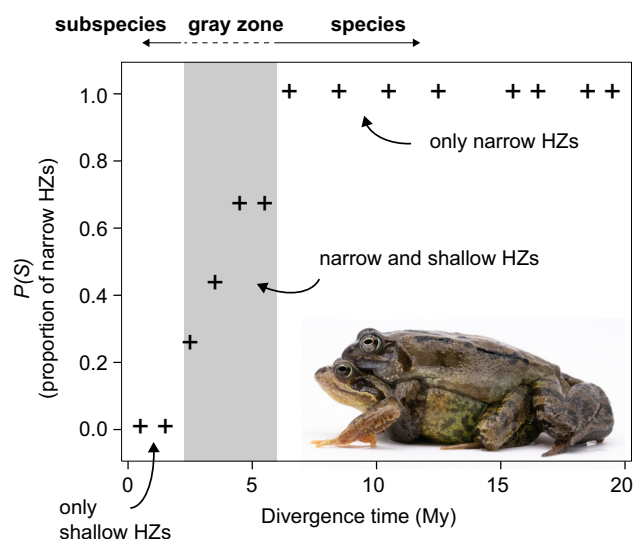 subspecies gray zone species
1.0
0.8
0.6
0.4
0.2
0.0
P(S)
(proportion of narrow HZs)
only narrow HZs
narrow and shallow HZs
only
shallow HZs
0 5 10 15 20
Divergence time (My)